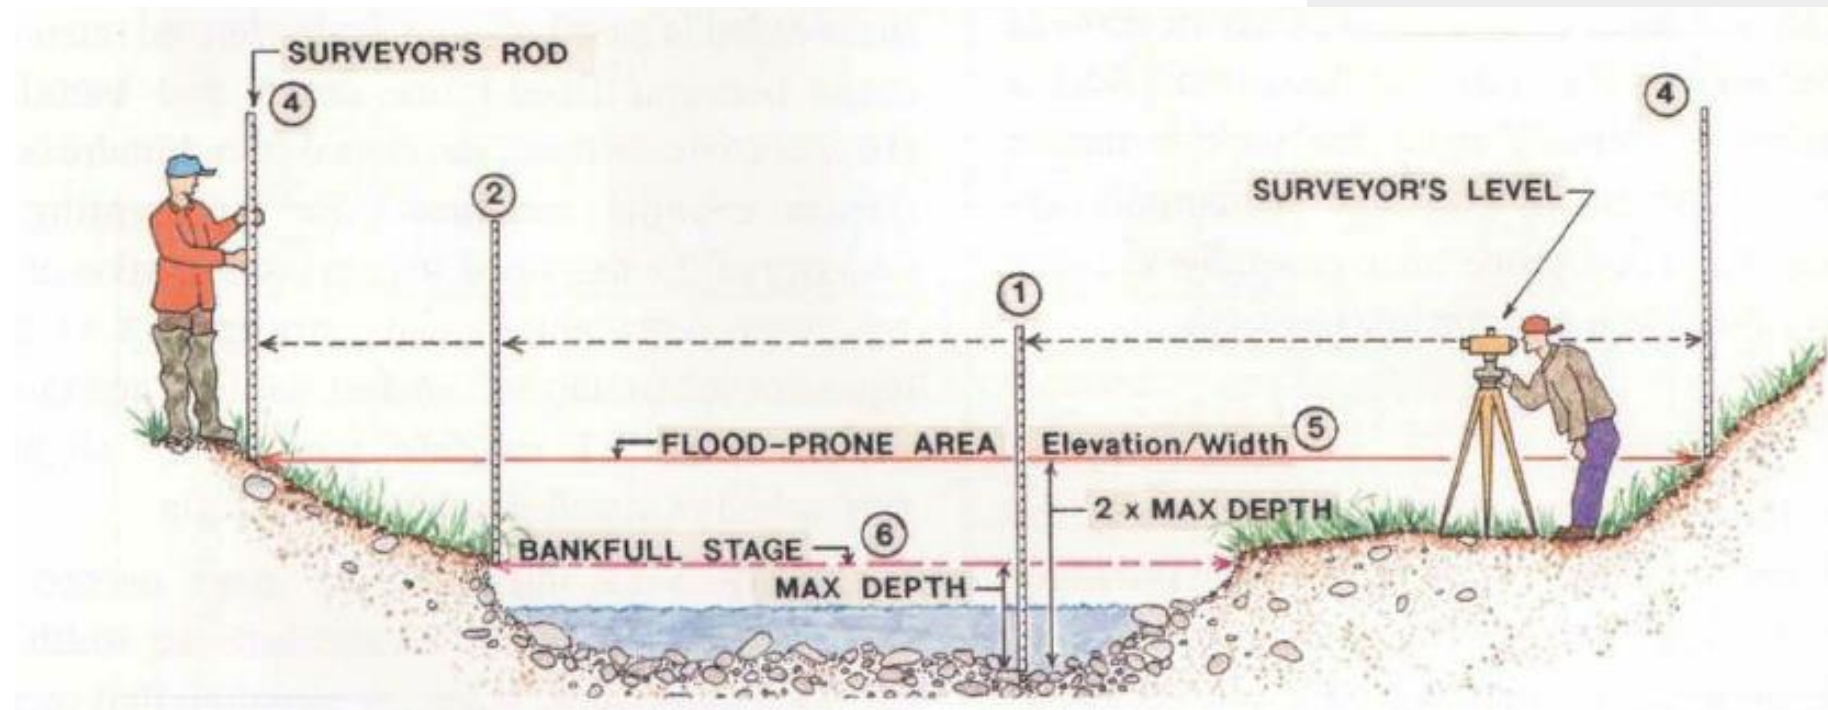 SURVEYOR'S ROD
4
4
2
SURVEYOR'S LEVEL
1
FLOOD-PRONE AREA Elevation/Width 5
2 x MAX DEPTH
BANKFULL STAGE 6
MAX DEPTH